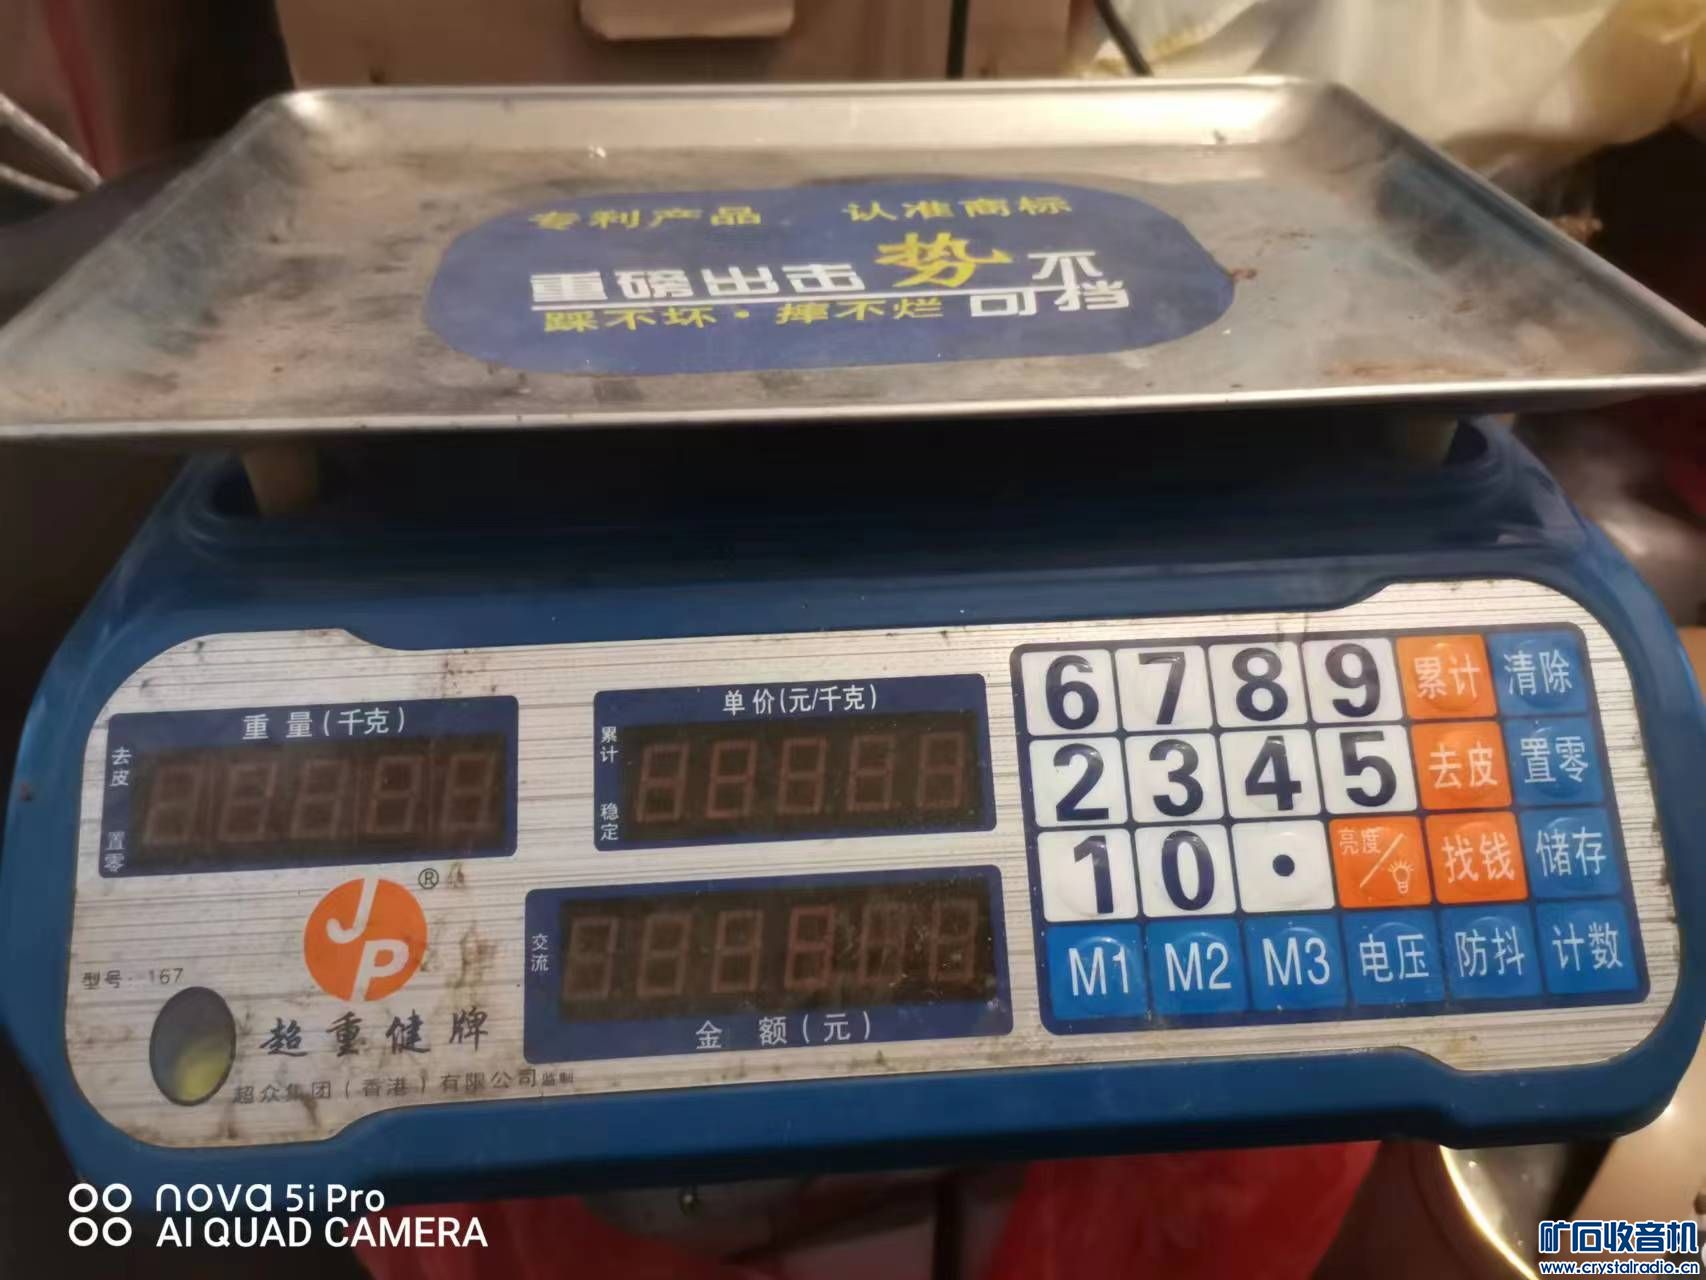 专利产品 认准商标
重磅出击势不可挡
踩不坏·摔不烂
重量(千克)
去皮
置零
单价(元/千克)
累计
稳定
6 7 8 9 累计 清除
2 3 4 5 去皮 置零
1 0 · 亮度/ 找钱 储存
M1 M2 M3 电压 防抖 计数
JP®
交流
金 额(元)
型号: 167
超重健牌
超众集团(香港)有限公司监制
nova 5i Pro
AI QUAD CAMERA
矿石收音机
www.crystalradio.cn